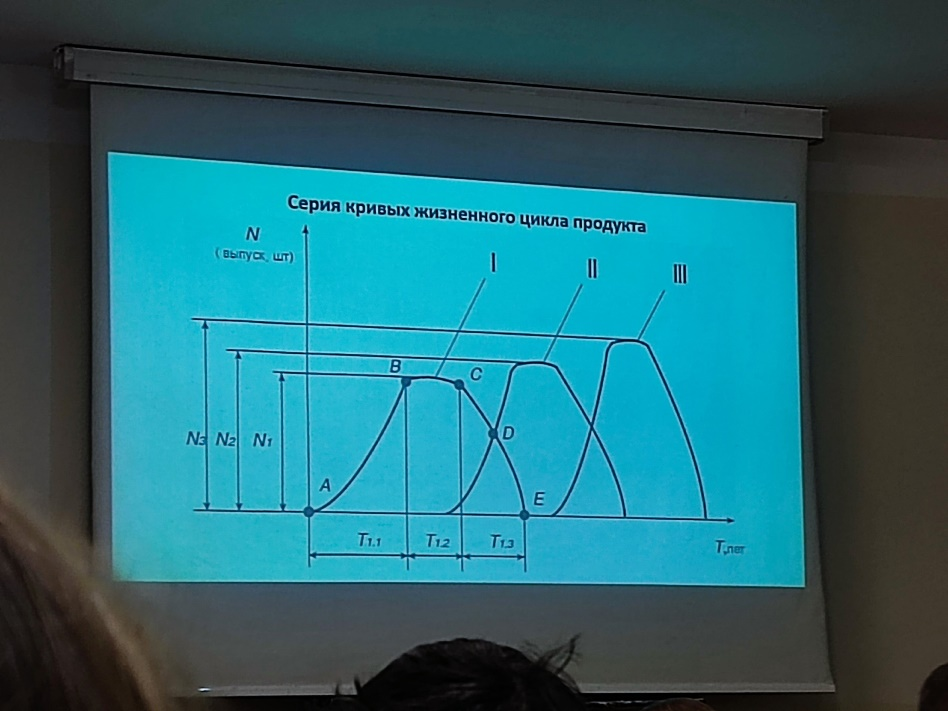 Серия кривых жизненного цикла продукта
N
(выпуск, шт)
I
II
III
B
C
N3 N2 N1
D
A
E
T1.1 T1.2 T1.3
T,лет